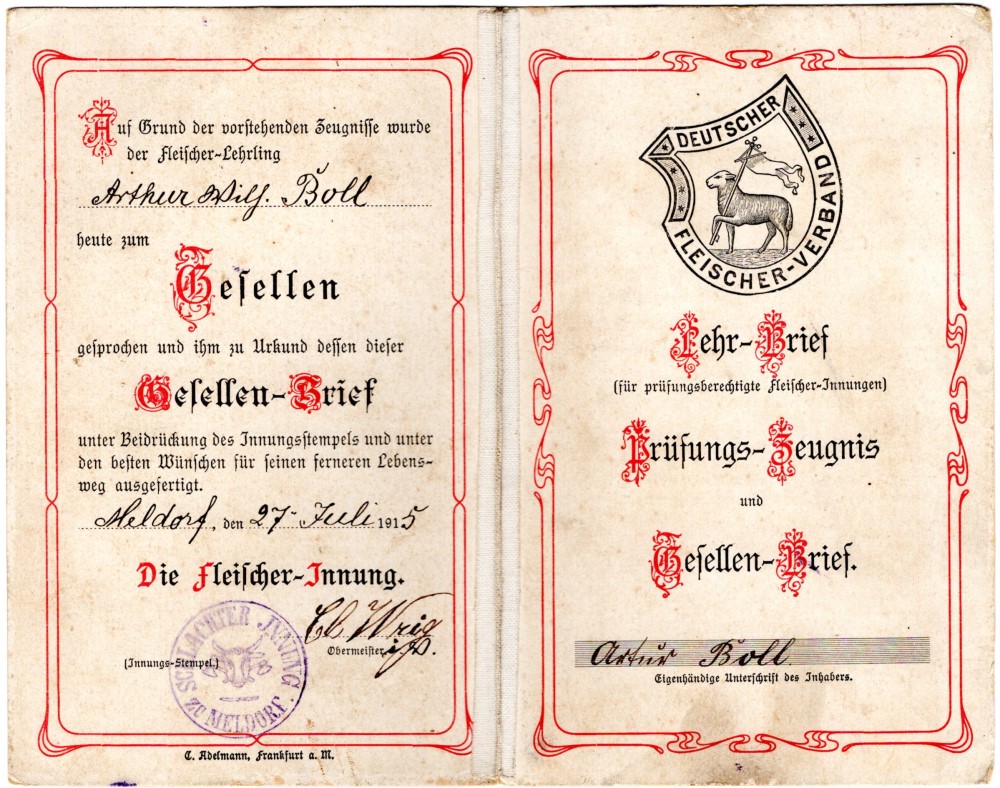 Auf Grund der vorstehenden Zeugnisse wurde
der Fleischer-Lehrling
Arthur Wilh. Boll
heute zum
Gesellen
gesprochen und ihm zu Urkund dessen dieser
Gesellen-Brief
unter Beidrückung des Innungsstempels und unter
den besten Wünschen für seinen ferneren Lebens-
weg ausgefertigt.
Meldorf, den 27. Juli 1915
Die Fleischer-Innung.
Obermeister
(Innungs-Stempel.)
SCHLACHTER JNNUNG
ZU MELDORF
C. Adelmann, Frankfurt a. M.
DEUTSCHER
FLEISCHER-VERBAND
Lehr-Brief
(für prüfungsberechtigte Fleischer-Innungen)
Prüfungs-Zeugnis
und
Gesellen-Brief.
Artur Boll
Eigenhändige Unterschrift des Inhabers.